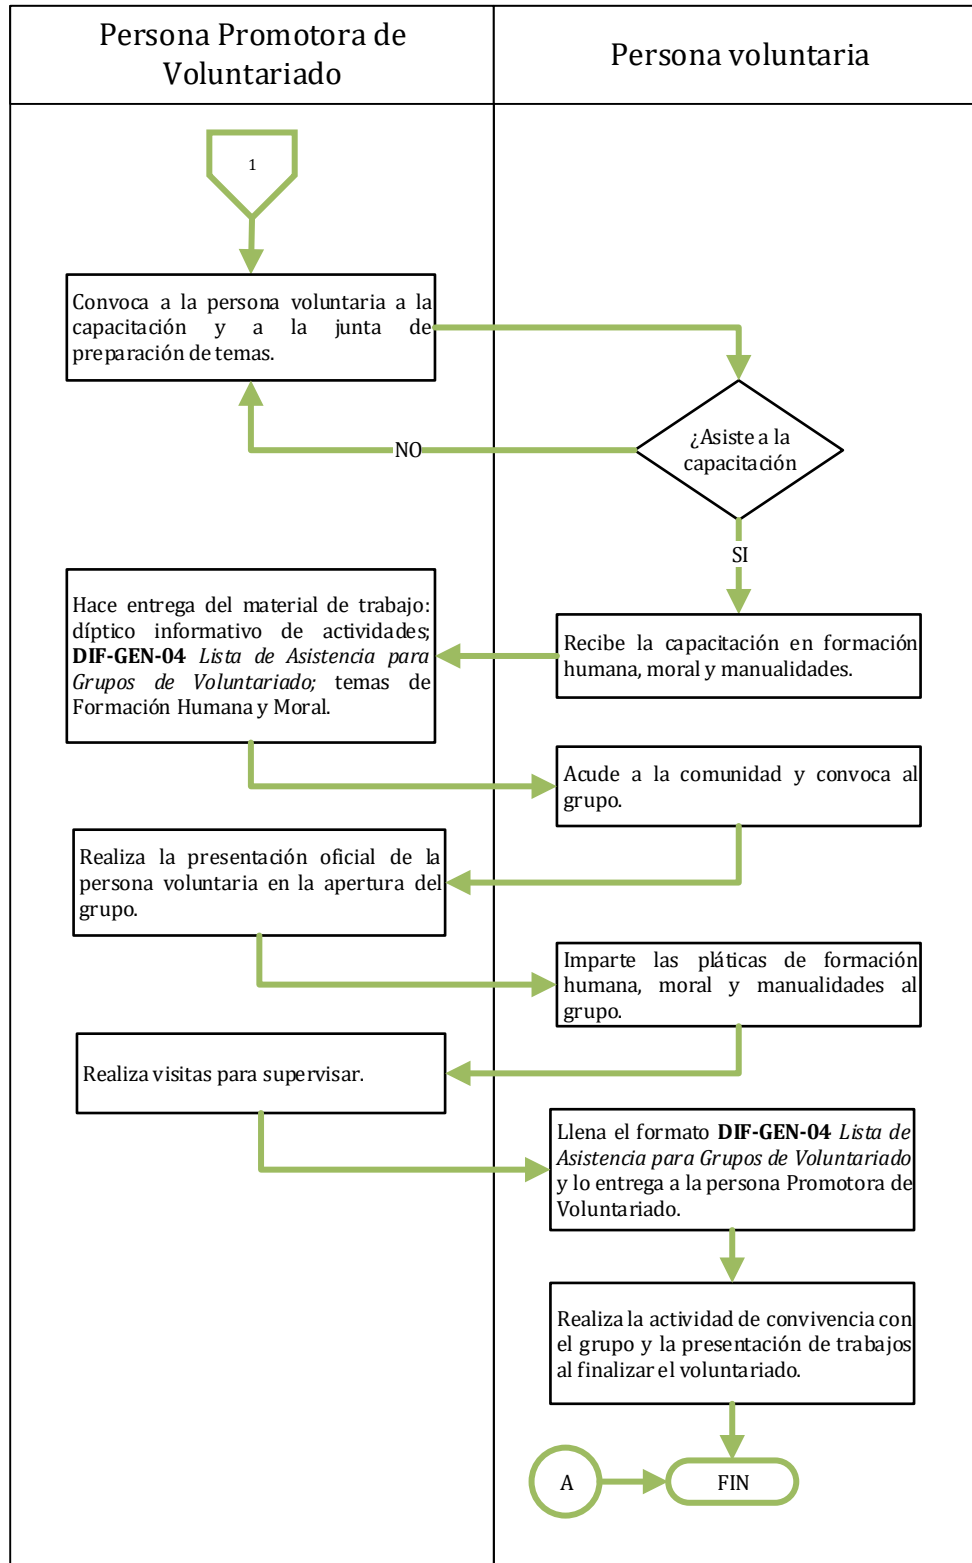 Persona Promotora de
Voluntariado
Persona voluntaria
1
Convoca a la persona voluntaria a la
capacitación y a la junta de
preparación de temas.
¿Asiste a la
capacitación
NO
SI
Hace entrega del material de trabajo:
díptico informativo de actividades;
DIF-GEN-04 Lista de Asistencia para
Grupos de Voluntariado; temas de
Formación Humana y Moral.
Recibe la capacitación en formación
humana, moral y manualidades.
Acude a la comunidad y convoca al
grupo.
Realiza la presentación oficial de la
persona voluntaria en la apertura del
grupo.
Imparte las pláticas de formación
humana, moral y manualidades al
grupo.
Realiza visitas para supervisar.
Llena el formato DIF-GEN-04 Lista de
Asistencia para Grupos de Voluntariado
y lo entrega a la persona Promotora de
Voluntariado.
Realiza la actividad de convivencia con
el grupo y la presentación de trabajos
al finalizar el voluntariado.
A
FIN